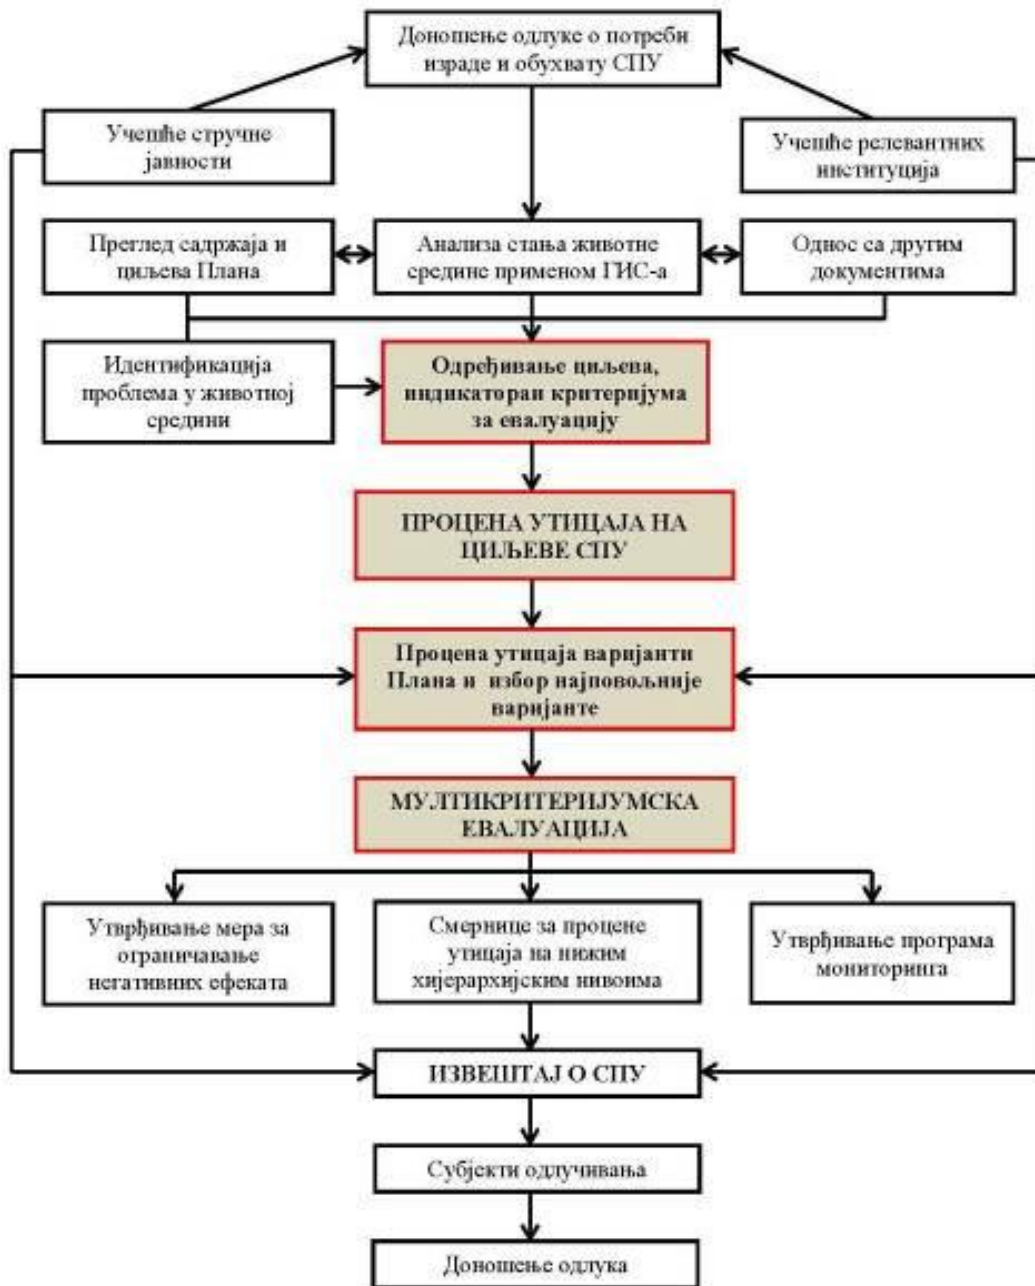 Доношење одлуке о потреби
израде и обухвату СПУ
Учешће стручне
јавности
Учешће релевантних
институција
Преглед садржаја и
циљева Плана
Анализа стања животне
средине применом ГИС-а
Однос са другим
документима
Идентификација
проблема у животној
средини
Одређивање циљева,
индикатораи критеријума
за евалуацију
ПРОЦЕНА УТИЦАЈА НА
ЦИЉЕВЕ СПУ
Процена утицаја варијанти
Плана и избор најповољније
варијанте
МУЛТИКРИТЕРИЈУМСКА
ЕВАЛУАЦИЈА
Утврђивање мера за
ограничавање
негативних ефеката
Смернице за процене
утицаја на нижим
хијерархијским нивоима
Утврђивање програма
мониторинга
ИЗВЕШТАЈ О СПУ
Субјекти одлучивања
Доношење одлука